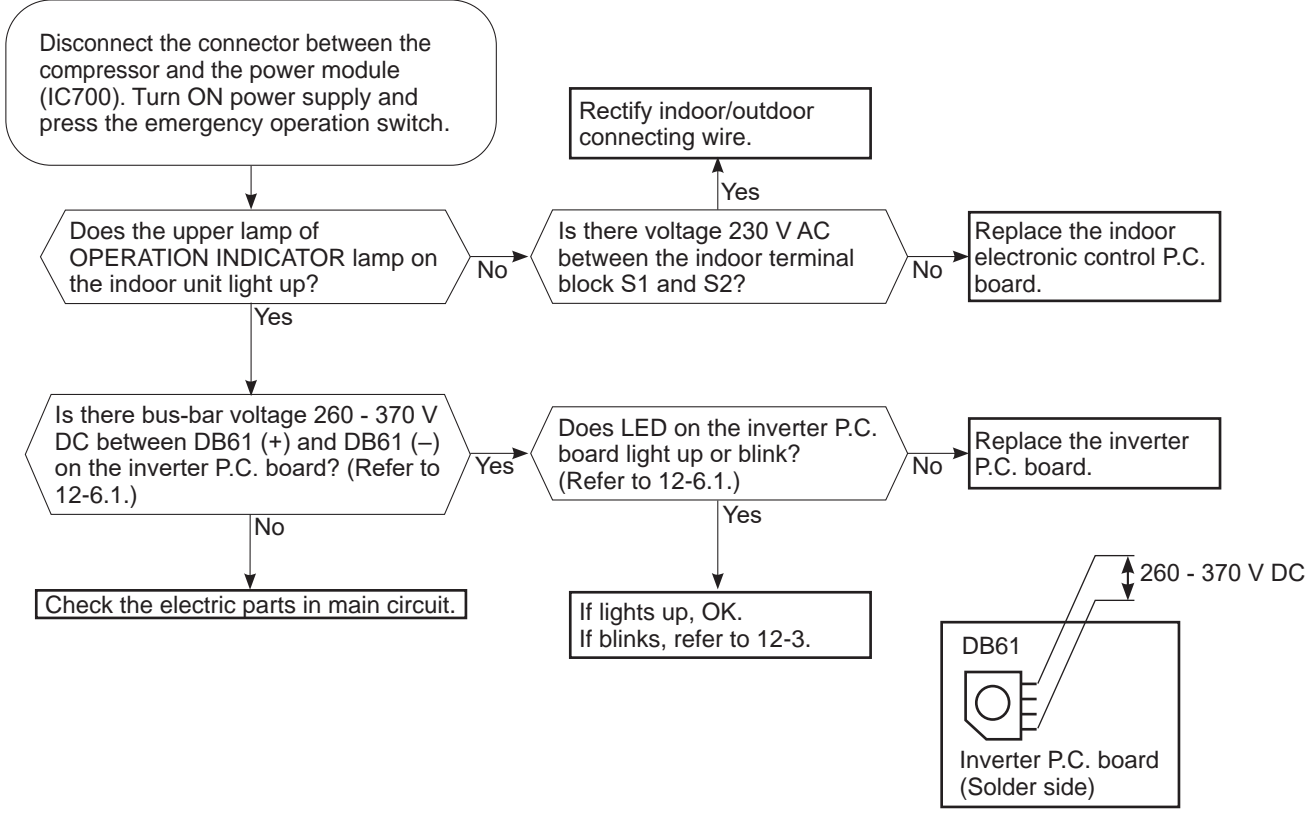 Disconnect the connector between the
compressor and the power module
(IC700). Turn ON power supply and
press the emergency operation switch.
Rectify indoor/outdoor
connecting wire.
Yes
Does the upper lamp of
OPERATION INDICATOR lamp on
the indoor unit light up?
No
Is there voltage 230 V AC
between the indoor terminal
block S1 and S2?
No
Replace the indoor
electronic control P.C.
board.
Yes
Is there bus-bar voltage 260 - 370 V
DC between DB61 (+) and DB61 (–)
on the inverter P.C. board? (Refer to
12-6.1.)
Yes
Does LED on the inverter P.C.
board light up or blink?
(Refer to 12-6.1.)
No
Replace the inverter
P.C. board.
No
Yes
Check the electric parts in main circuit.
If lights up, OK.
If blinks, refer to 12-3.
260 - 370 V DC
DB61
Inverter P.C. board
(Solder side)